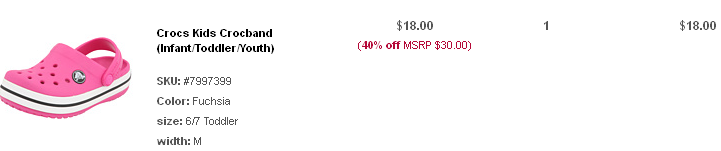 Crocs Kids Crocband
(Infant/Toddler/Youth)
$18.00
(40% off MSRP $30.00)
1
$18.00
SKU: #7997399
Color: Fuchsia
size: 6/7 Toddler
width: M